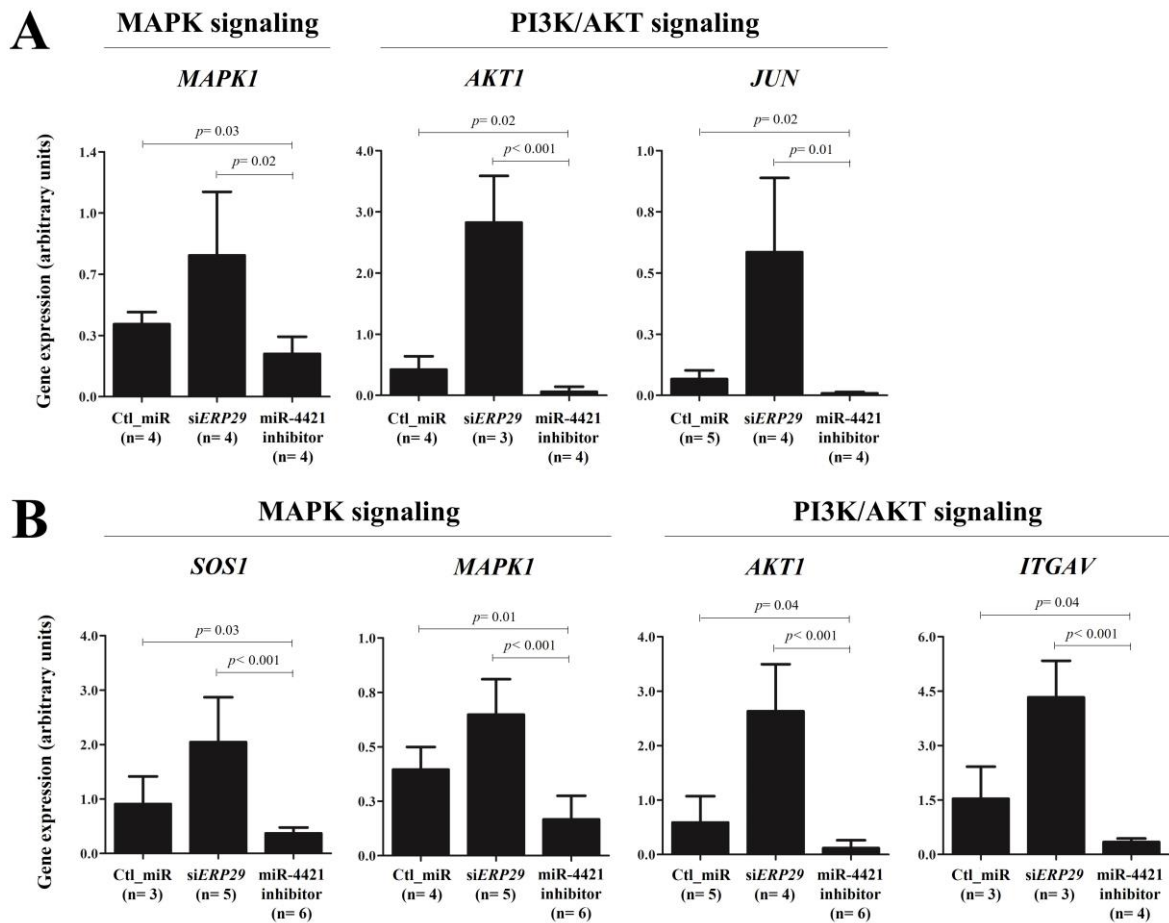 A
MAPK signaling
PI3K/AKT signaling
MAPK1
AKT1
JUN
Gene expression (arbitrary units)
1.4
1.0
0.7
0.3
0.0
p= 0.03
p= 0.02
Ctl_miR
(n= 4)
siERP29
(n= 4)
miR-4421
inhibitor
(n= 4)
4.0
3.0
2.0
1.0
0.0
p= 0.02
p< 0.001
Ctl_miR
(n= 4)
siERP29
(n= 3)
miR-4421
inhibitor
(n= 4)
1.0
0.8
0.5
0.3
0.0
p= 0.02
p= 0.01
Ctl_miR
(n= 5)
siERP29
(n= 4)
miR-4421
inhibitor
(n= 4)
B
MAPK signaling
PI3K/AKT signaling
SOS1
MAPK1
AKT1
ITGAV
Gene expression (arbitrary units)
4.0
3.0
2.0
1.0
0.0
p= 0.03
p< 0.001
Ctl_miR
(n= 3)
siERP29
(n= 5)
miR-4421
inhibitor
(n= 6)
1.0
0.8
0.5
0.3
0.0
p= 0.01
p< 0.001
Ctl_miR
(n= 4)
siERP29
(n= 5)
miR-4421
inhibitor
(n= 6)
4.0
3.0
2.0
1.0
0.0
p= 0.04
p< 0.001
Ctl_miR
(n= 5)
siERP29
(n= 4)
miR-4421
inhibitor
(n= 6)
6.0
4.5
3.0
1.5
0.0
p= 0.04
p< 0.001
Ctl_miR
(n= 3)
siERP29
(n= 3)
miR-4421
inhibitor
(n= 4)